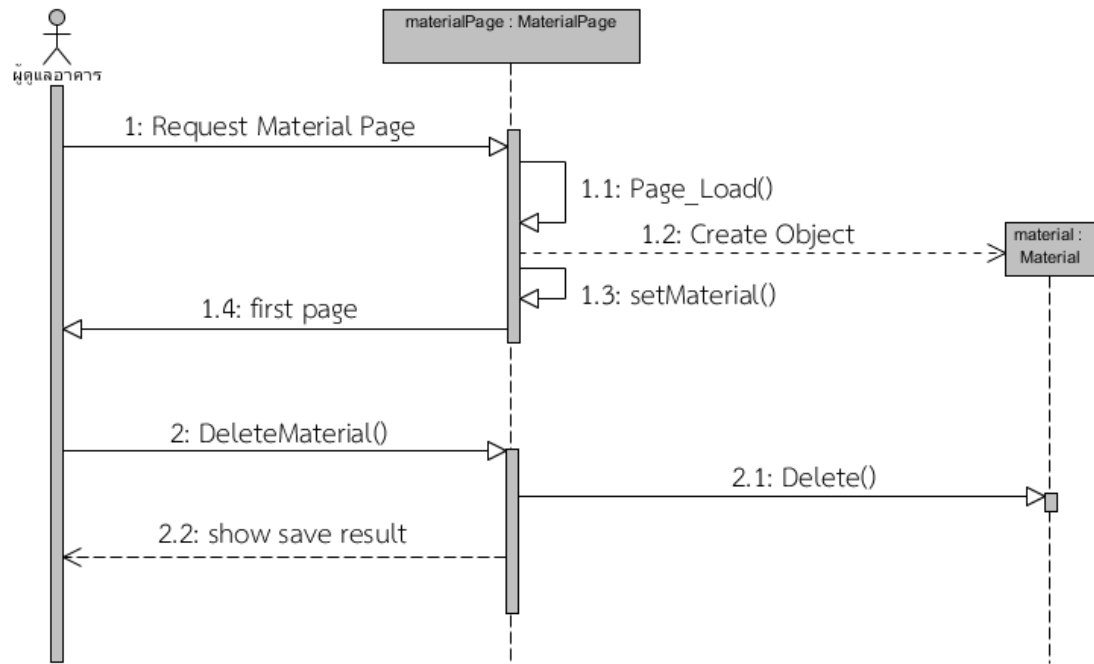 materialPage : MaterialPage
ผู้ดูแลอาคาร
1: Request Material Page
1.1: Page_Load()
1.2: Create Object
material :
Material
1.3: setMaterial()
1.4: first page
2: DeleteMaterial()
2.1: Delete()
2.2: show save result